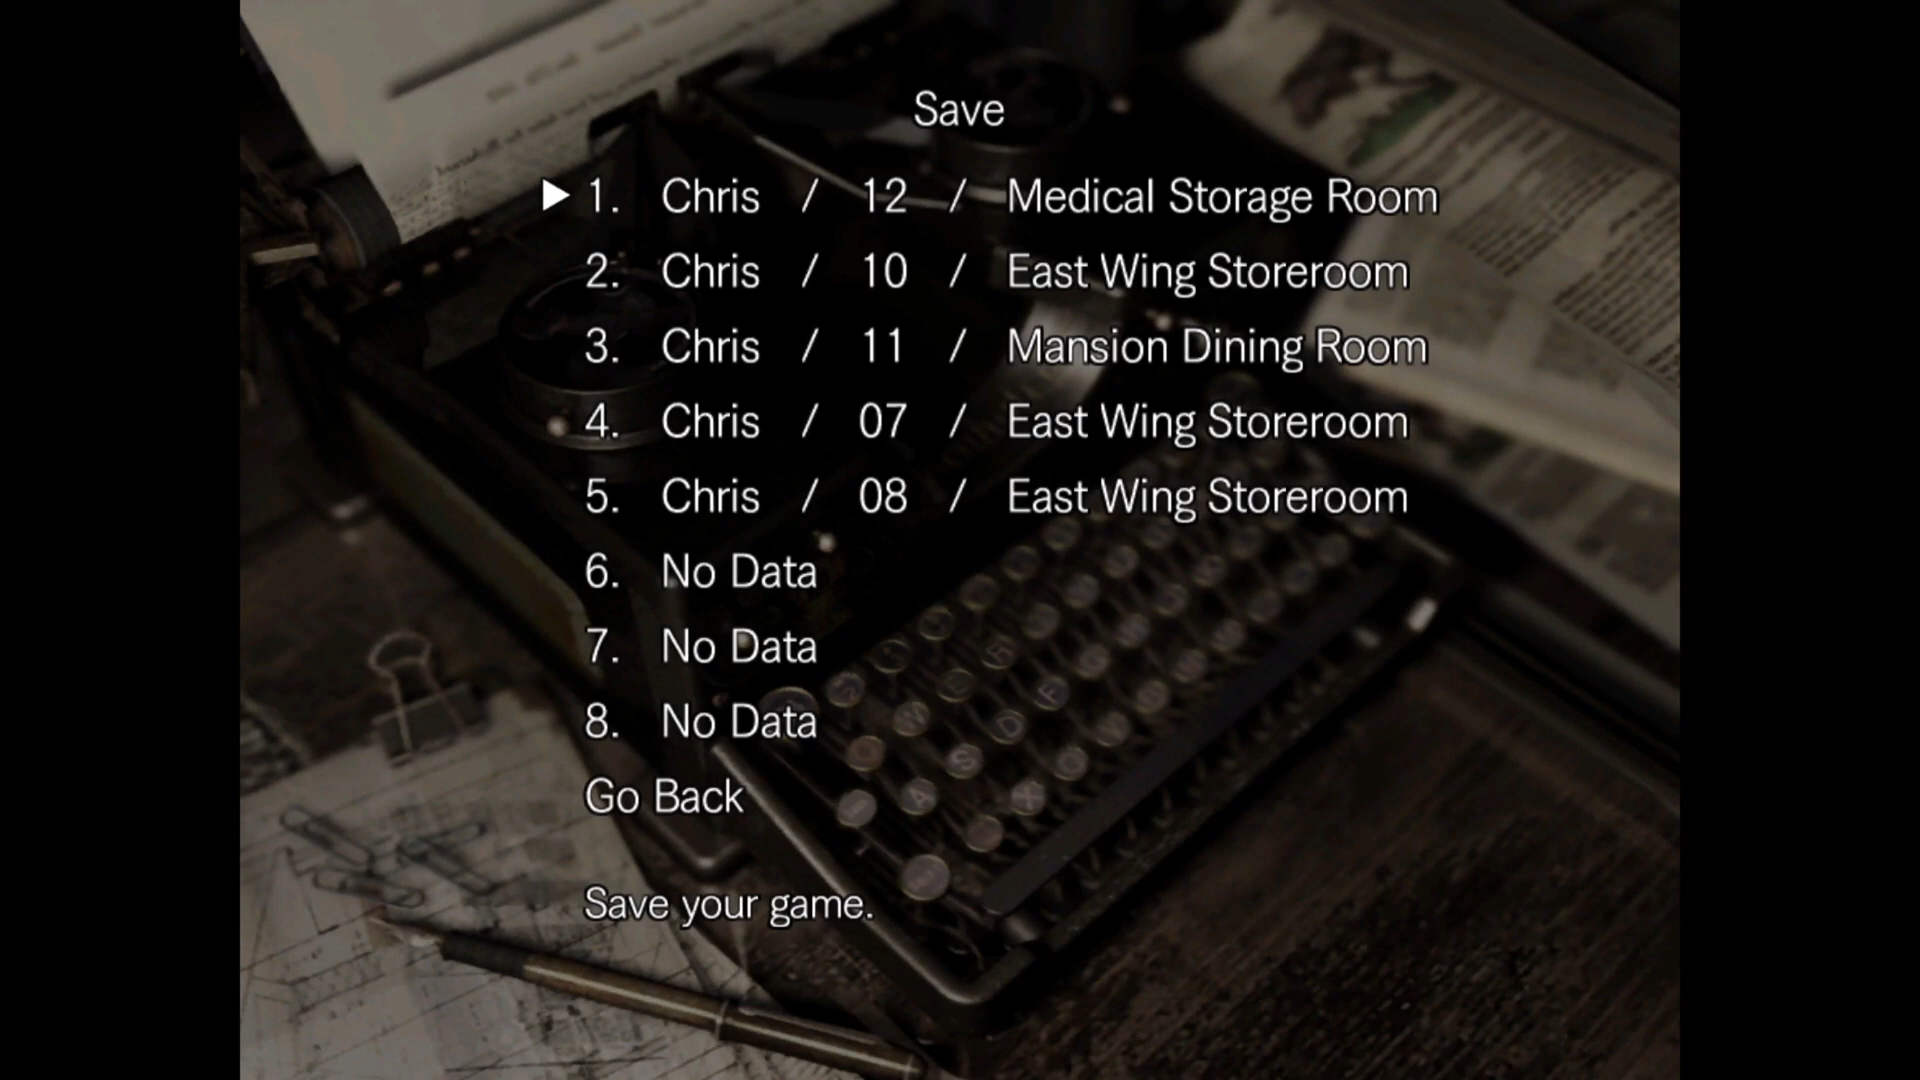 Save
▶ 1. Chris / 12 / Medical Storage Room
2. Chris / 10 / East Wing Storeroom
3. Chris / 11 / Mansion Dining Room
4. Chris / 07 / East Wing Storeroom
5. Chris / 08 / East Wing Storeroom
6. No Data
7. No Data
8. No Data
Go Back
Save your game.